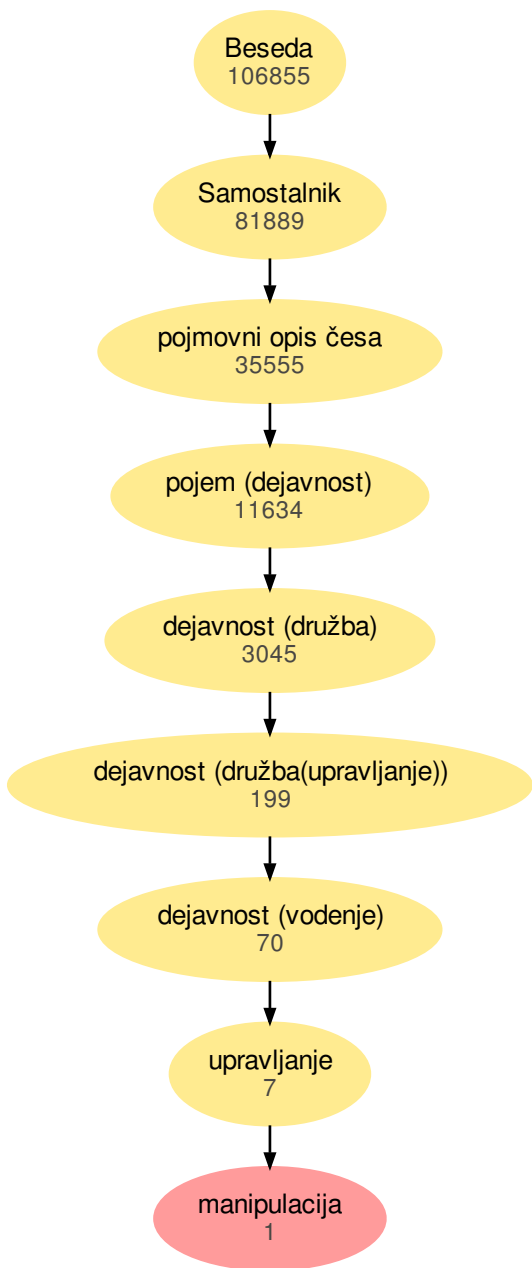 Beseda
106855
Samostalnik
81889
pojmovni opis česa
35555
pojem (dejavnost)
11634
dejavnost (družba)
3045
dejavnost (družba(upravljanje))
199
dejavnost (vodenje)
70
upravljanje
7
manipulacija
1